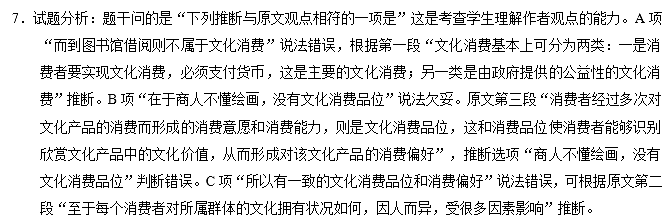 7．试题分析：题干问的是“下列推断与原文观点相符的一项是”这是考查学生理解作者观点的能力。A 项
“而到图书馆借阅则不属于文化消费”说法错误，根据第一段“文化消费基本上可分为两类：一是消
费者要实现文化消费，必须支付货币，这是主要的文化消费；另一类是由政府提供的公益性的文化消
费”推断。B 项“在于商人不懂绘画，没有文化消费品位”说法欠妥。原文第三段“消费者经过多次对
文化产品的消费而形成的消费意愿和消费能力，则是文化消费品位，这和消费品位使消费者能够识别
欣赏文化产品中的文化价值，从而形成对该文化产品的消费偏好”，推断选项“商人不懂绘画，没有
文化消费品位”判断错误。C 项“所以有一致的文化消费品位和消费偏好”说法错误，可根据原文第二
段“至于每个消费者对所属群体的文化拥有状况如何，因人而异，受很多因素影响”推断。